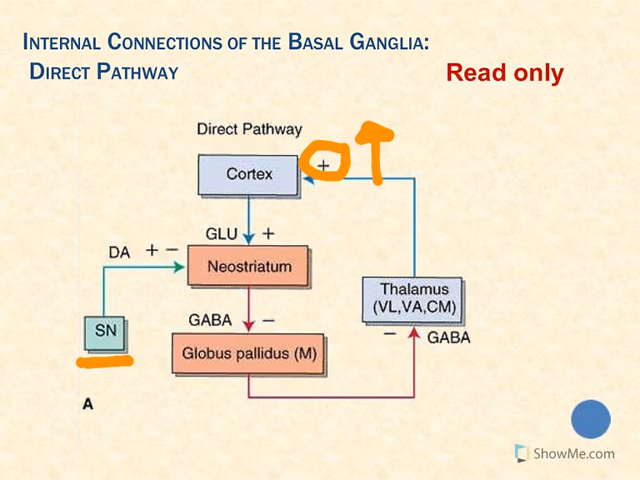 INTERNAL CONNECTIONS OF THE BASAL GANGLIA:
DIRECT PATHWAY
Read only
Direct Pathway
+
Cortex
GLU +
DA + −
Neostriatum
Thalamus
(VL,VA,CM)
SN
GABA −
− GABA
Globus pallidus (M)
A
ShowMe.com